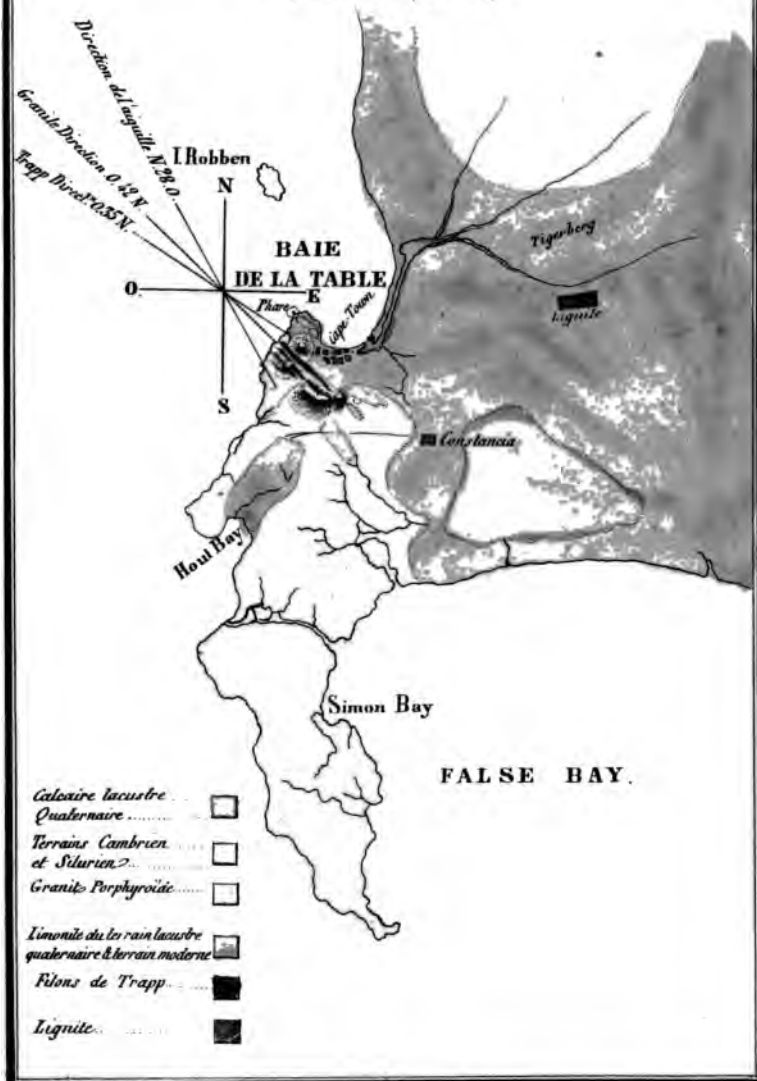 Direction de l'aiguille N.28.O.
Granite Direction O.42 N
Trapp Direct.ⁿ O.35 N.
I. Robben
N
BAIE
DE LA TABLE
O
E
S
Phare
Cape-Town
Tigerberg
Lignite
Constancia
Houl Bay
Simon Bay
FALSE BAY.
Calcaire lacustre
Quaternaire
Terrains Cambrien
et Silurien
Granite Porphyroïde
Limonite du terrain lacustre
quaternaire & terrain moderne
Filons de Trapp
Lignite